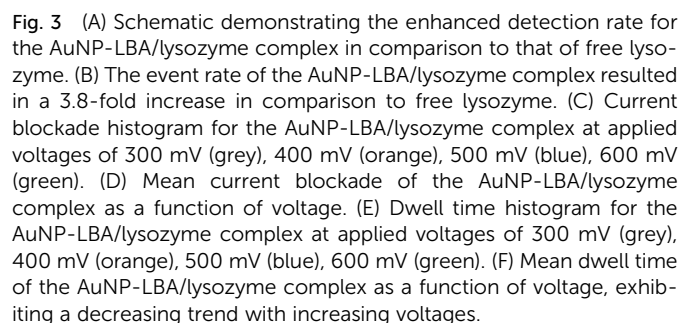 Fig. 3 (A) Schematic demonstrating the enhanced detection rate for
the AuNP-LBA/lysozyme complex in comparison to that of free lyso-
zyme. (B) The event rate of the AuNP-LBA/lysozyme complex resulted
in a 3.8-fold increase in comparison to free lysozyme. (C) Current
blockade histogram for the AuNP-LBA/lysozyme complex at applied
voltages of 300 mV (grey), 400 mV (orange), 500 mV (blue), 600 mV
(green). (D) Mean current blockade of the AuNP-LBA/lysozyme
complex as a function of voltage. (E) Dwell time histogram for the
AuNP-LBA/lysozyme complex at applied voltages of 300 mV (grey),
400 mV (orange), 500 mV (blue), 600 mV (green). (F) Mean dwell time
of the AuNP-LBA/lysozyme complex as a function of voltage, exhib-
iting a decreasing trend with increasing voltages.